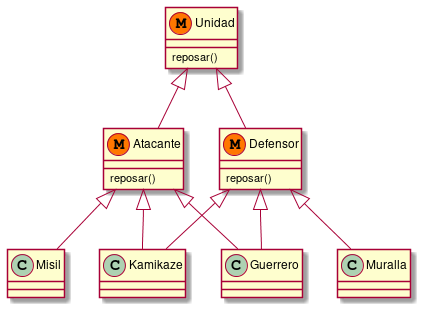 M Unidad
reposar()
M Atacante
M Defensor
reposar()
reposar()
C Misil
C Kamikaze
C Guerrero
C Muralla